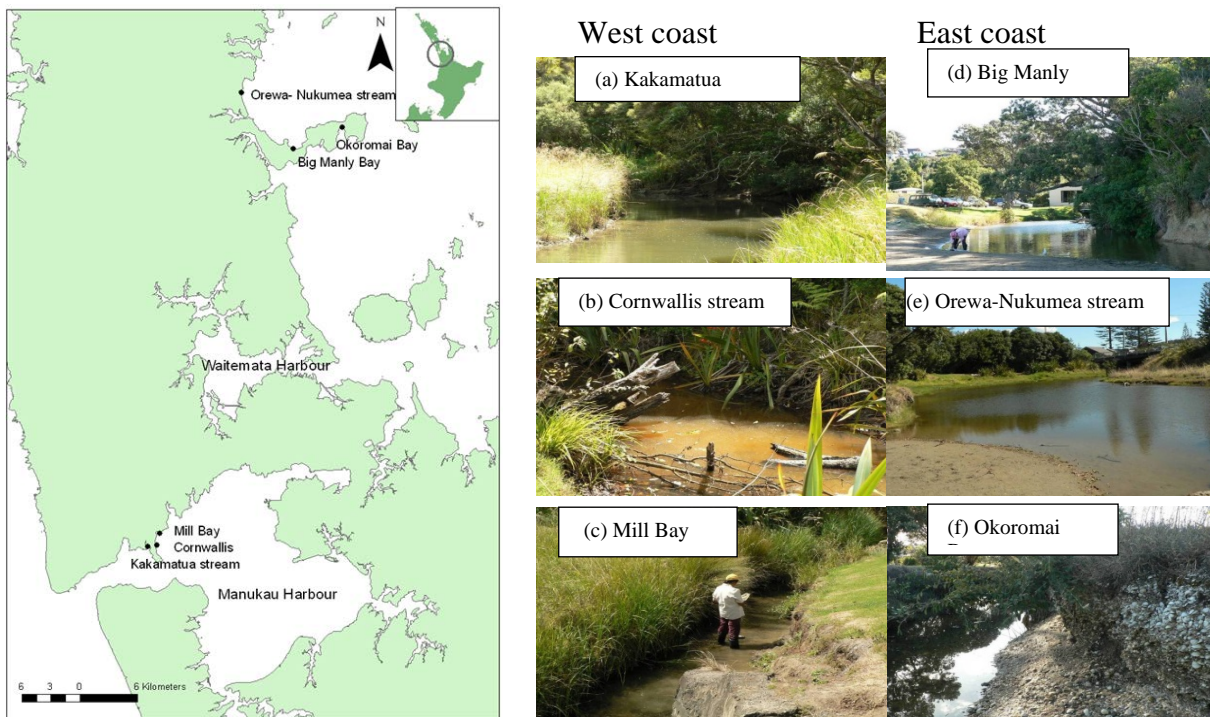 N
Orewa- Nukumea stream
Okoromai Bay
Big Manly Bay
Waitemata Harbour
Mill Bay
Cornwallis
Kakamatua stream
Manukau Harbour
6 3 0 6 Kilometers
West coast
East coast
(a) Kakamatua
(d) Big Manly
(b) Cornwallis stream
(e) Orewa-Nukumea stream
(c) Mill Bay
(f) Okoromai